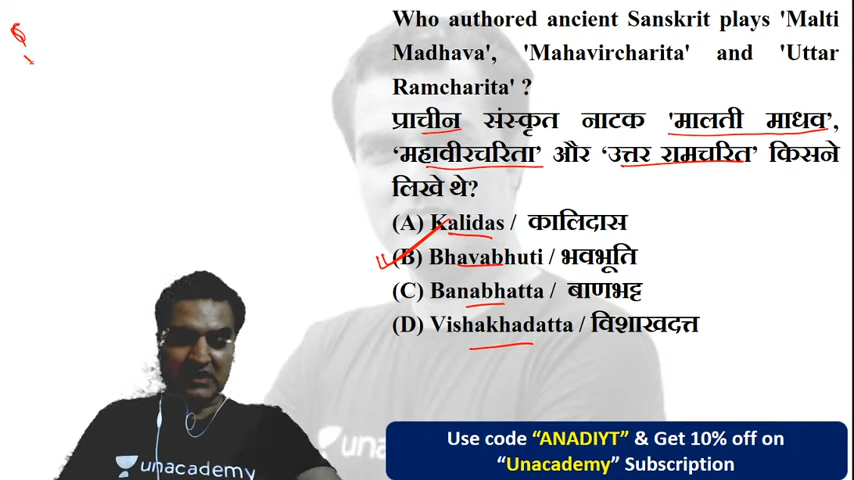 Who authored ancient Sanskrit plays 'Malti
Madhava', 'Mahavircharita' and 'Uttar
Ramcharita' ?
प्राचीन संस्कृत नाटक 'मालती माधव',
'महावीरचरिता' और 'उत्तर रामचरित' किसने
लिखे थे?
(A) Kalidas / कालिदास
(B) Bhavabhuti / भवभूति
(C) Banabhatta / बाणभट्ट
(D) Vishakhadatta / विशाखदत्त
unacademy
una
Use code “ANADIYT” & Get 10% off on
“Unacademy” Subscription